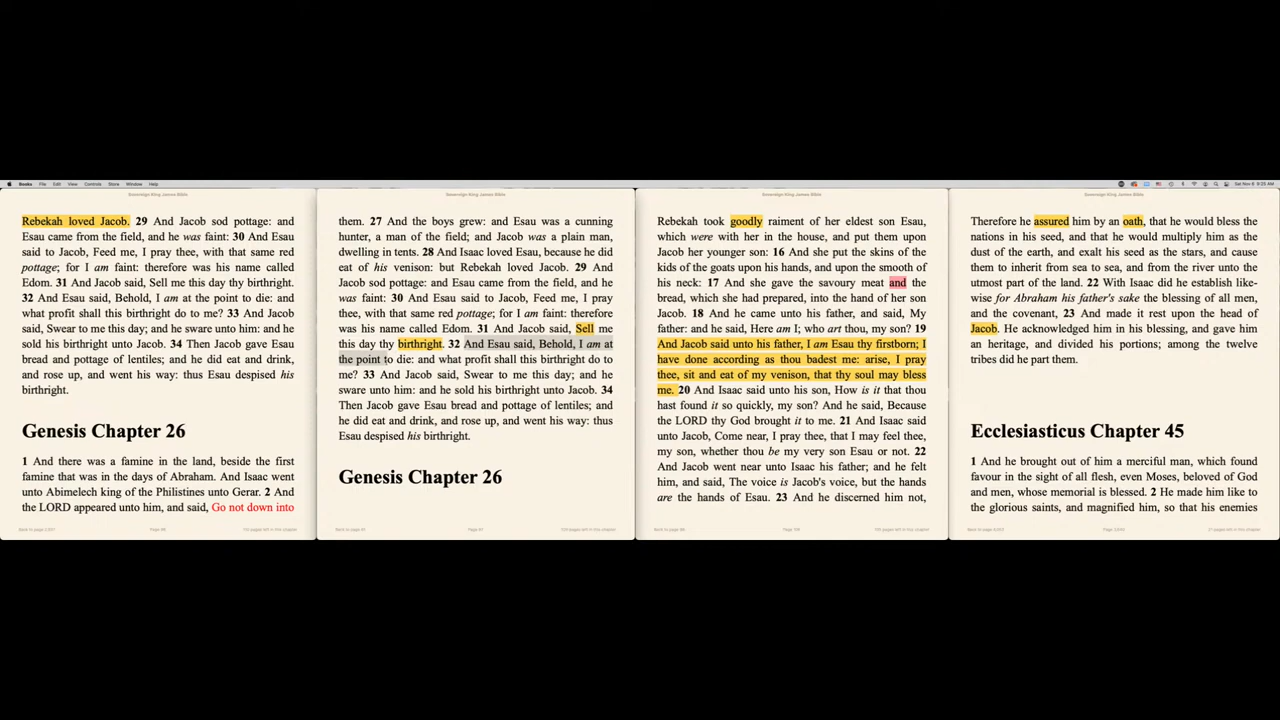 Books File Edit View Controls Store Window Help
Sat Nov 6 9:25 AM
Sovereign King James Bible
Rebekah loved Jacob. 29 And Jacob sod pottage: and
Esau came from the field, and he was faint: 30 And Esau
said to Jacob, Feed me, I pray thee, with that same red
pottage; for I am faint: therefore was his name called
Edom. 31 And Jacob said, Sell me this day thy birthright.
32 And Esau said, Behold, I am at the point to die: and
what profit shall this birthright do to me? 33 And Jacob
said, Swear to me this day; and he sware unto him: and he
sold his birthright unto Jacob. 34 Then Jacob gave Esau
bread and pottage of lentiles; and he did eat and drink,
and rose up, and went his way: thus Esau despised his
birthright.
Genesis Chapter 26
1 And there was a famine in the land, beside the first
famine that was in the days of Abraham. And Isaac went
unto Abimelech king of the Philistines unto Gerar. 2 And
the LORD appeared unto him, and said, Go not down into
Sovereign King James Bible
them. 27 And the boys grew: and Esau was a cunning
hunter, a man of the field; and Jacob was a plain man,
dwelling in tents. 28 And Isaac loved Esau, because he did
eat of his venison: but Rebekah loved Jacob. 29 And
Jacob sod pottage: and Esau came from the field, and he
was faint: 30 And Esau said to Jacob, Feed me, I pray
thee, with that same red pottage; for I am faint: therefore
was his name called Edom. 31 And Jacob said, Sell me
this day thy birthright. 32 And Esau said, Behold, I am at
the point to die: and what profit shall this birthright do to
me? 33 And Jacob said, Swear to me this day; and he
sware unto him: and he sold his birthright unto Jacob. 34
Then Jacob gave Esau bread and pottage of lentiles; and
he did eat and drink, and rose up, and went his way: thus
Esau despised his birthright.
Genesis Chapter 26
Sovereign King James Bible
Rebekah took goodly raiment of her eldest son Esau,
which were with her in the house, and put them upon
Jacob her younger son: 16 And she put the skins of the
kids of the goats upon his hands, and upon the smooth of
his neck: 17 And she gave the savoury meat and the
bread, which she had prepared, into the hand of her son
Jacob. 18 And he came unto his father, and said, My
father: and he said, Here am I; who art thou, my son? 19
And Jacob said unto his father, I am Esau thy firstborn; I
have done according as thou badest me: arise, I pray
thee, sit and eat of my venison, that thy soul may bless
me. 20 And Isaac said unto his son, How is it that thou
hast found it so quickly, my son? And he said, Because
the LORD thy God brought it to me. 21 And Isaac said
unto Jacob, Come near, I pray thee, that I may feel thee,
my son, whether thou be my very son Esau or not. 22
And Jacob went near unto Isaac his father; and he felt
him, and said, The voice is Jacob's voice, but the hands
are the hands of Esau. 23 And he discerned him not,
Sovereign King James Bible
Therefore he assured him by an oath, that he would bless the
nations in his seed, and that he would multiply him as the
dust of the earth, and exalt his seed as the stars, and cause
them to inherit from sea to sea, and from the river unto the
utmost part of the land. 22 With Isaac did he establish like-
wise for Abraham his father's sake the blessing of all men,
and the covenant, 23 And made it rest upon the head of
Jacob. He acknowledged him in his blessing, and gave him
an heritage, and divided his portions; among the twelve
tribes did he part them.
Ecclesiasticus Chapter 45
1 And he brought out of him a merciful man, which found
favour in the sight of all flesh, even Moses, beloved of God
and men, whose memorial is blessed. 2 He made him like to
the glorious saints, and magnified him, so that his enemies